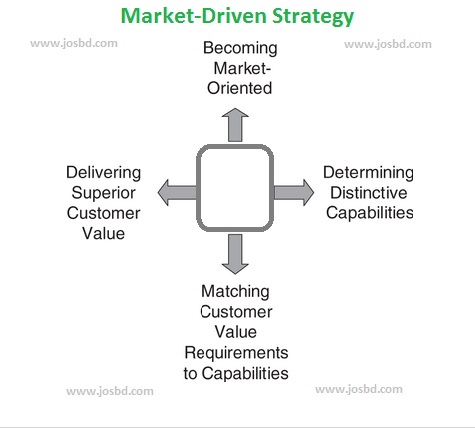 Market-Driven Strategy
www.josbd.com
www.josbd.com
Becoming
Market-
Oriented
Delivering
Superior
Customer
Value
Determining
Distinctive
Capabilities
Matching
Customer
Value
Requirements
to Capabilities
www.josbd.com
www.josbd.com